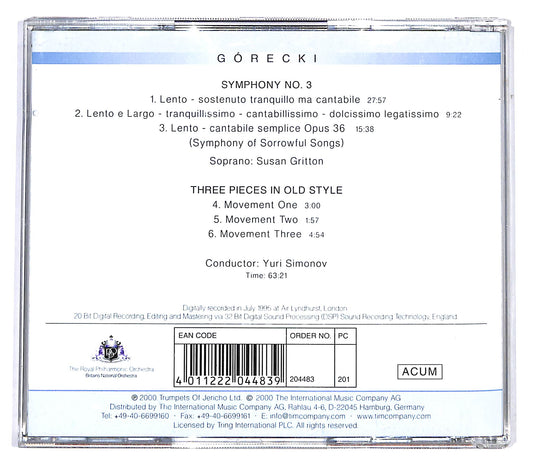 GÓRECKI
SYMPHONY NO. 3
1. Lento - sostenuto tranquillo ma cantabile 27:57
2. Lento e Largo - tranquillissimo - cantabillissimo - dolcissimo legatissimo 9:22
3. Lento - cantabile semplice Opus 36 15:38
(Symphony of Sorrowful Songs)
Soprano: Susan Gritton
THREE PIECES IN OLD STYLE
4. Movement One 3:00
5. Movement Two 1:57
6. Movement Three 4:54
Conductor: Yuri Simonov
Time: 63:21
Digitally recorded in July 1995 at Air Lyndhurst, London
20 Bit Digital Recording, Editing and Mastering via 32 Bit Digital Sound Processing (DSP) Sound Recording Technology, England
The Royal Philharmonic Orchestra
Britains National Orchestra
EAN CODE
4 011222 044839
ORDER NO.
204483
PC
201
ACUM
℗ 2000 Trumpets Of Jericho Ltd. © 2000 The International Music Company AG
Distributed by The International Music Company AG, Rahlau 4-6, D-22045 Hamburg, Germany
Tel: +49-40-6699160 · Fax: +49-40-6699161 · E: info@timcompany.com · www.timcompany.com
Licensed by Tring International PLC. All rights reserved.